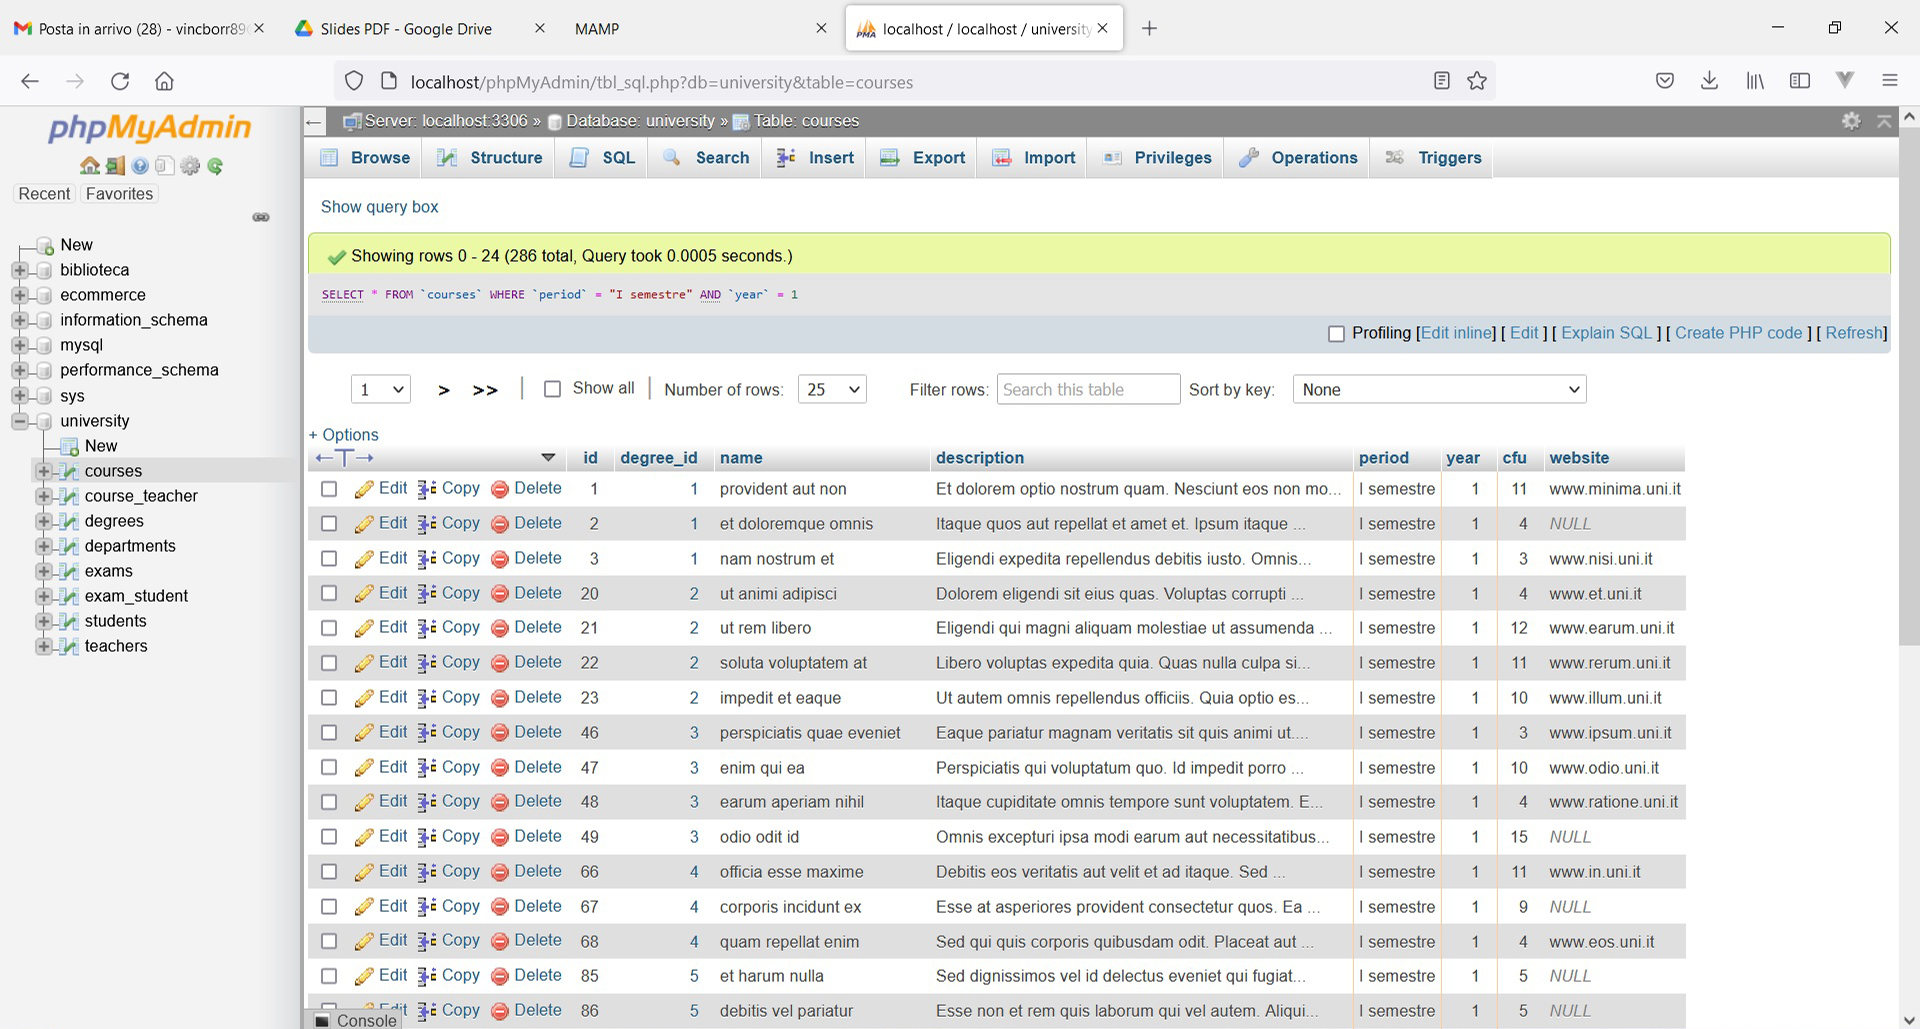 Posta in arrivo (28) - vincborr89 Slides PDF - Google Drive MAMP localhost / localhost / university
localhost/phpMyAdmin/tbl_sql.php?db=university&table=courses
phpMyAdmin
Recent Favorites
New
biblioteca
ecommerce
information_schema
mysql
performance_schema
sys
university
New
courses
course_teacher
degrees
departments
exams
exam_student
students
teachers
Server: localhost:3306 » Database: university » Table: courses
Browse Structure SQL Search Insert Export Import Privileges Operations Triggers
Show query box
Showing rows 0 - 24 (286 total, Query took 0.0005 seconds.)
SELECT * FROM `courses` WHERE `period` = "I semestre" AND `year` = 1
Profiling [Edit inline] [ Edit ] [ Explain SQL ] [ Create PHP code ] [ Refresh]
1 > >> | Show all | Number of rows: 25 Filter rows: Search this table Sort by key: None
+ Options
←T→ id degree_id name description period year cfu website
Edit Copy Delete 1 1 provident aut non Et dolorem optio nostrum quam. Nesciunt eos non mo... I semestre 1 11 www.minima.uni.it
Edit Copy Delete 2 1 et doloremque omnis Itaque quos aut repellat et amet et. Ipsum itaque ... I semestre 1 4 NULL
Edit Copy Delete 3 1 nam nostrum et Eligendi expedita repellendus debitis iusto. Omnis... I semestre 1 3 www.nisi.uni.it
Edit Copy Delete 20 2 ut animi adipisci Dolorem eligendi sit eius quas. Voluptas corrupti ... I semestre 1 4 www.et.uni.it
Edit Copy Delete 21 2 ut rem libero Eligendi qui magni aliquam molestiae ut assumenda ... I semestre 1 12 www.earum.uni.it
Edit Copy Delete 22 2 soluta voluptatem at Libero voluptas expedita quia. Quas nulla culpa si... I semestre 1 11 www.rerum.uni.it
Edit Copy Delete 23 2 impedit et eaque Ut autem omnis repellendus officiis. Quia optio es... I semestre 1 10 www.illum.uni.it
Edit Copy Delete 46 3 perspiciatis quae eveniet Eaque pariatur magnam veritatis sit quis animi ut.... I semestre 1 3 www.ipsum.uni.it
Edit Copy Delete 47 3 enim qui ea Perspiciatis qui voluptatum quo. Id impedit porro ... I semestre 1 10 www.odio.uni.it
Edit Copy Delete 48 3 earum aperiam nihil Itaque cupiditate omnis tempore sunt voluptatem. E... I semestre 1 4 www.ratione.uni.it
Edit Copy Delete 49 3 odio odit id Omnis excepturi ipsa modi earum aut necessitatibus... I semestre 1 15 NULL
Edit Copy Delete 66 4 officia esse maxime Debitis eos veritatis aut velit et ad itaque. Sed ... I semestre 1 11 www.in.uni.it
Edit Copy Delete 67 4 corporis incidunt ex Esse at asperiores provident consectetur quos. Ea ... I semestre 1 9 NULL
Edit Copy Delete 68 4 quam repellat enim Sed qui quis corporis quibusdam odit. Placeat aut ... I semestre 1 4 www.eos.uni.it
Edit Copy Delete 85 5 et harum nulla Sed dignissimos vel id delectus eveniet qui fugiat... I semestre 1 5 NULL
Edit Copy Delete 86 5 debitis vel pariatur Esse non et rem quis laborum qui vel autem. Aliqui... I semestre 1 5 NULL
Console